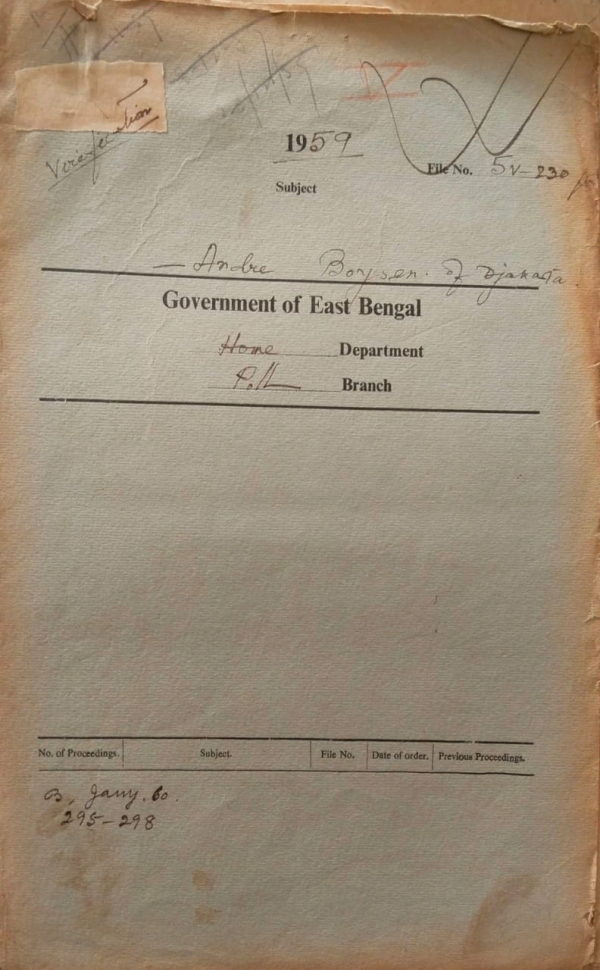 Verification
1959
File No. 5V-230
Subject
— Andre Boysen. of Djakarta.
Government of East Bengal
Home Department
Branch
No. of Proceedings. Subject. File No. Date of order. Previous Proceedings.
B, Jany. 60.
295-298